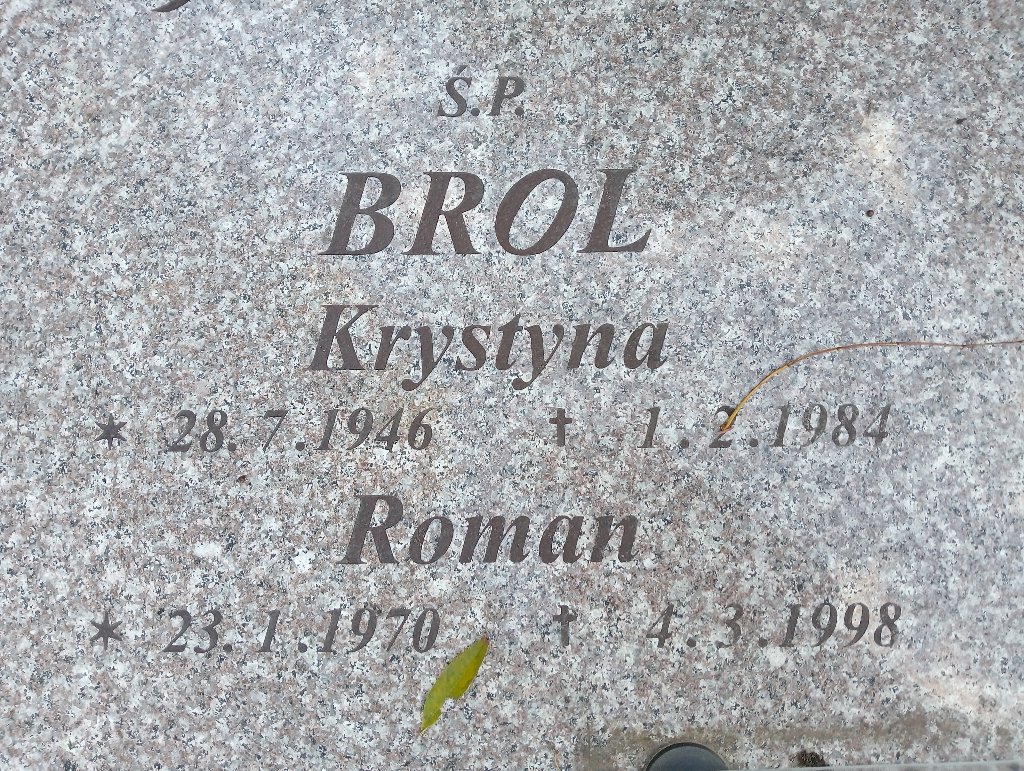 Ś.P.
BROL
Krystyna
* 28.7.1946 † 1.2.1984
Roman
* 23.1.1970 † 4.3.1998